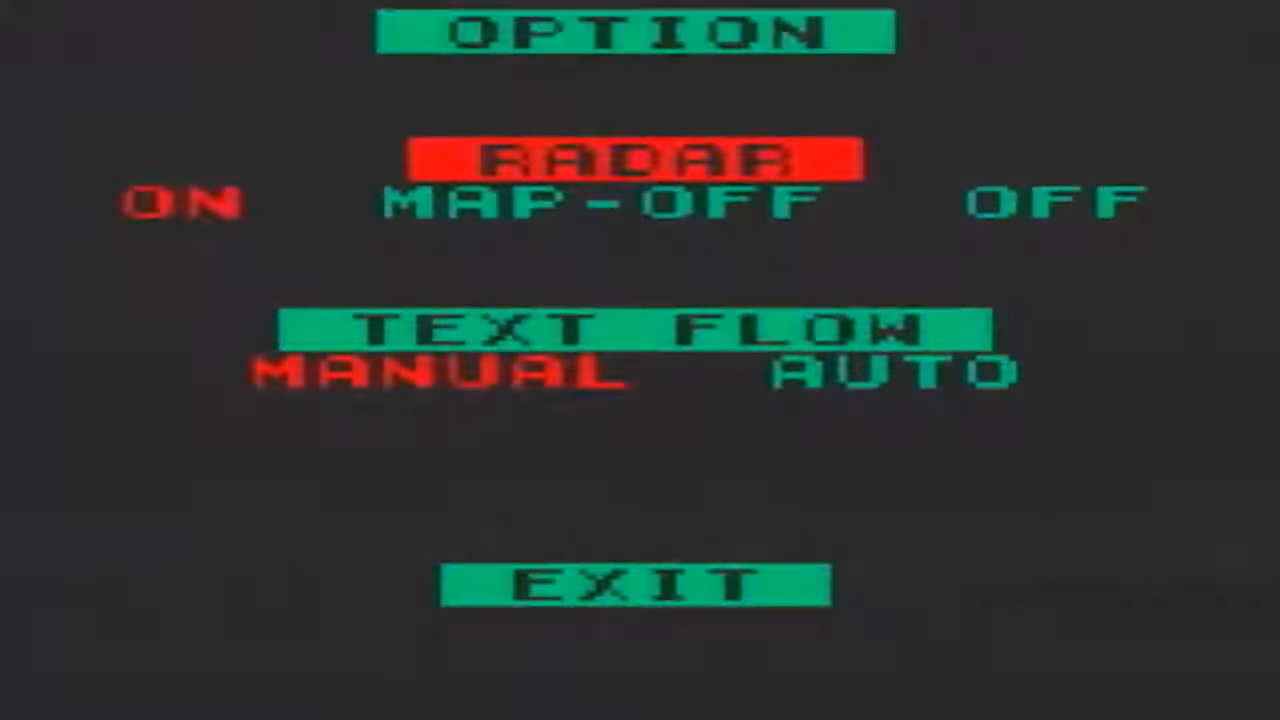 OPTION
RADAR
ON MAP-OFF OFF
TEXT FLOW
MANUAL AUTO
EXIT